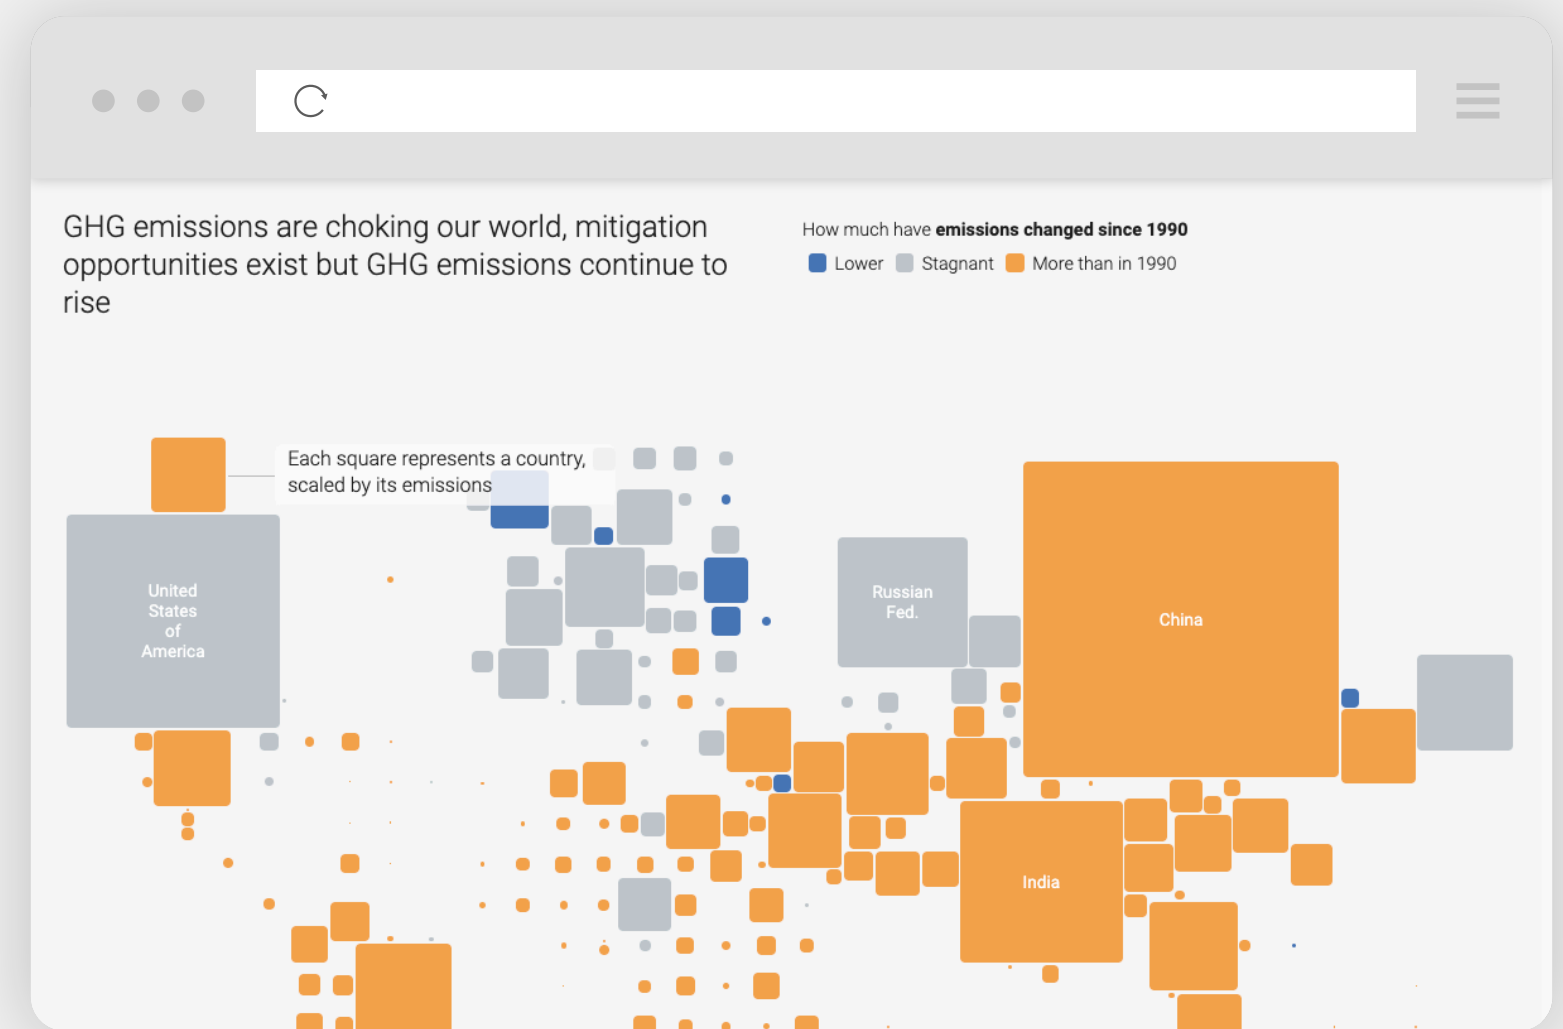 GHG emissions are choking our world, mitigation
opportunities exist but GHG emissions continue to
rise
How much have emissions changed since 1990
Lower Stagnant More than in 1990
Each square represents a country,
scaled by its emissions
United
States
of
America
Russian
Fed.
China
India